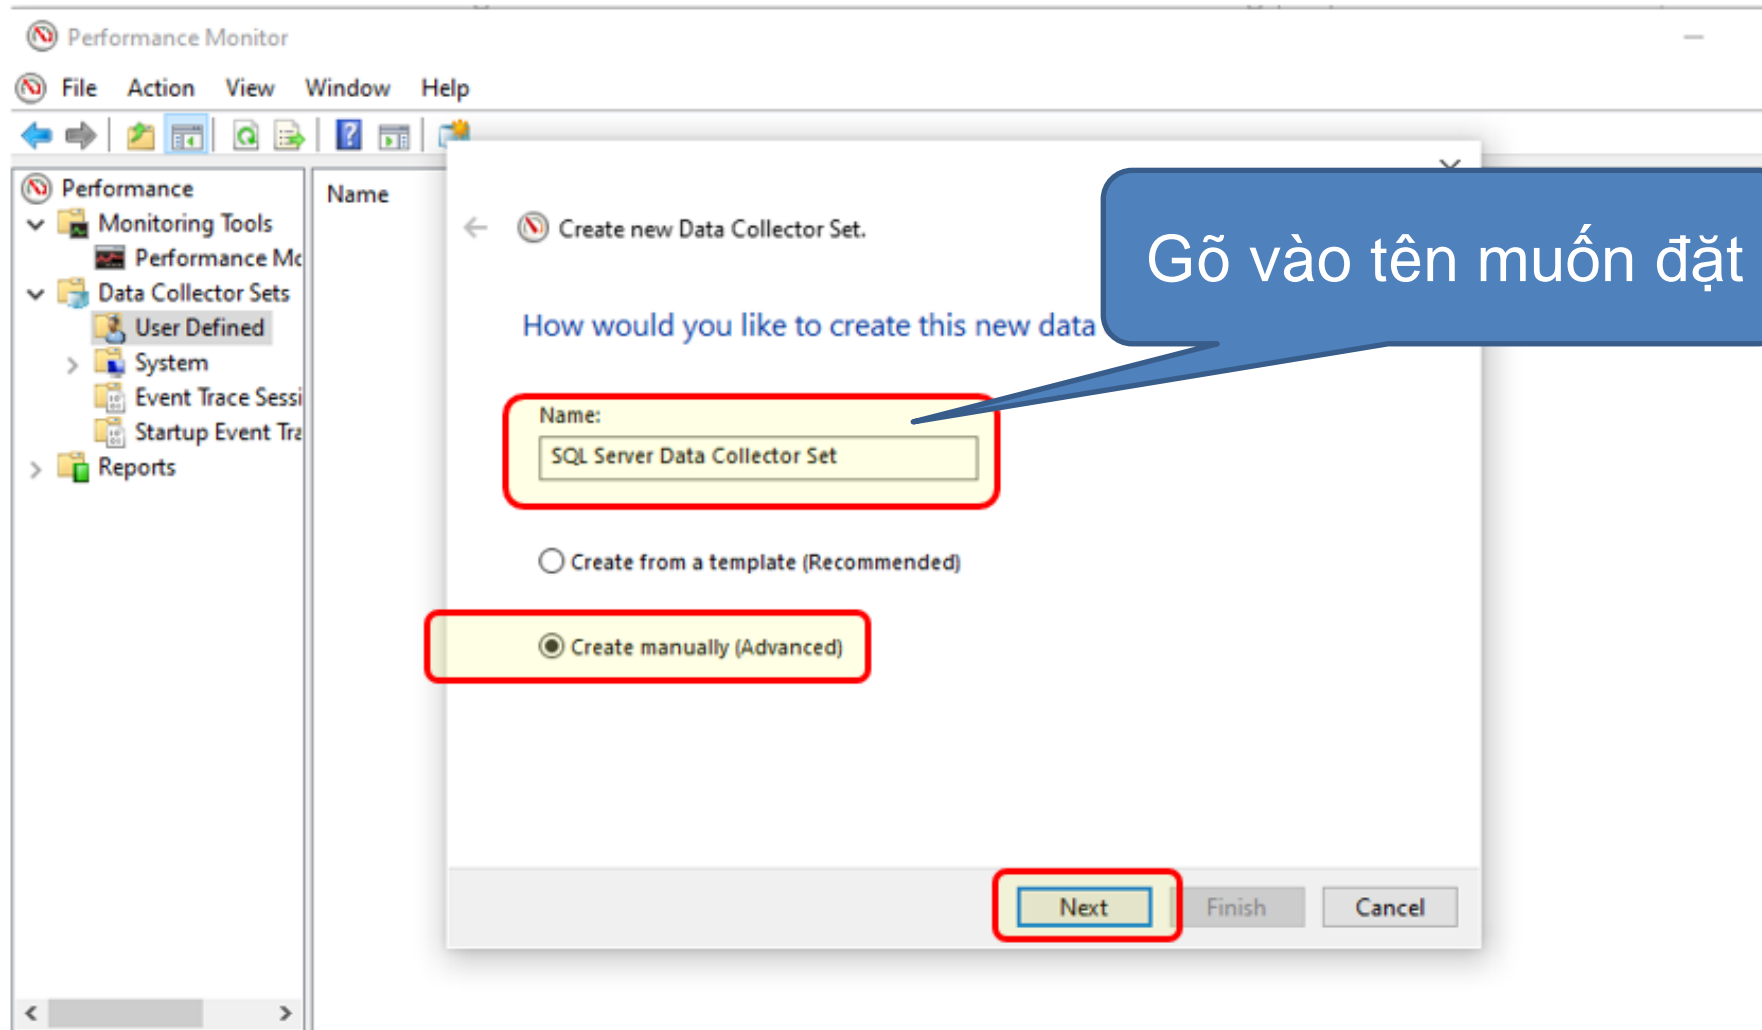 Performance Monitor
File Action View Window Help
Performance
Monitoring Tools
Performance Mc
Data Collector Sets
User Defined
System
Event Trace Sessi
Startup Event Tra
Reports
Name
Create new Data Collector Set.
Gõ vào tên muốn đặt
How would you like to create this new data
Name:
SQL Server Data Collector Set
Create from a template (Recommended)
Create manually (Advanced)
Next Finish Cancel